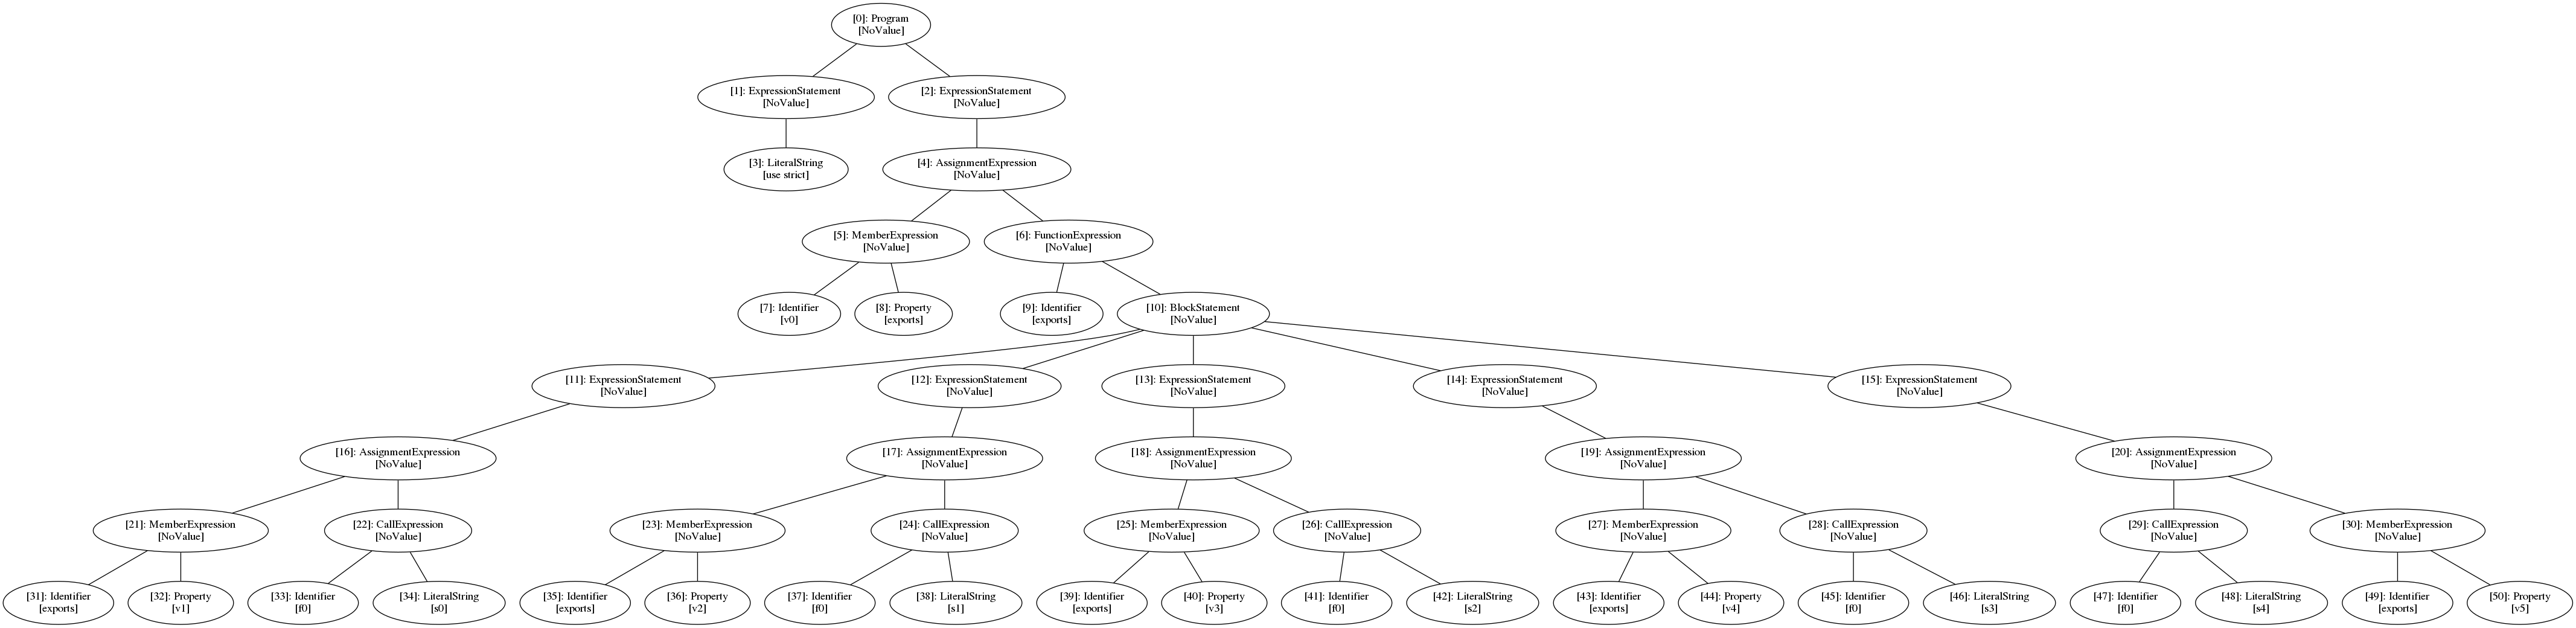 [0]: Program
[NoValue]
[1]: ExpressionStatement
[NoValue]
[2]: ExpressionStatement
[NoValue]
[3]: LiteralString
[use strict]
[4]: AssignmentExpression
[NoValue]
[5]: MemberExpression
[NoValue]
[6]: FunctionExpression
[NoValue]
[7]: Identifier
[v0]
[8]: Property
[exports]
[9]: Identifier
[exports]
[10]: BlockStatement
[NoValue]
[11]: ExpressionStatement
[NoValue]
[12]: ExpressionStatement
[NoValue]
[13]: ExpressionStatement
[NoValue]
[14]: ExpressionStatement
[NoValue]
[15]: ExpressionStatement
[NoValue]
[16]: AssignmentExpression
[NoValue]
[17]: AssignmentExpression
[NoValue]
[18]: AssignmentExpression
[NoValue]
[19]: AssignmentExpression
[NoValue]
[20]: AssignmentExpression
[NoValue]
[21]: MemberExpression
[NoValue]
[22]: CallExpression
[NoValue]
[23]: MemberExpression
[NoValue]
[24]: CallExpression
[NoValue]
[25]: MemberExpression
[NoValue]
[26]: CallExpression
[NoValue]
[27]: MemberExpression
[NoValue]
[28]: CallExpression
[NoValue]
[29]: CallExpression
[NoValue]
[30]: MemberExpression
[NoValue]
[31]: Identifier
[exports]
[32]: Property
[v1]
[33]: Identifier
[f0]
[34]: LiteralString
[s0]
[35]: Identifier
[exports]
[36]: Property
[v2]
[37]: Identifier
[f0]
[38]: LiteralString
[s1]
[39]: Identifier
[exports]
[40]: Property
[v3]
[41]: Identifier
[f0]
[42]: LiteralString
[s2]
[43]: Identifier
[exports]
[44]: Property
[v4]
[45]: Identifier
[f0]
[46]: LiteralString
[s3]
[47]: Identifier
[f0]
[48]: LiteralString
[s4]
[49]: Identifier
[exports]
[50]: Property
[v5]